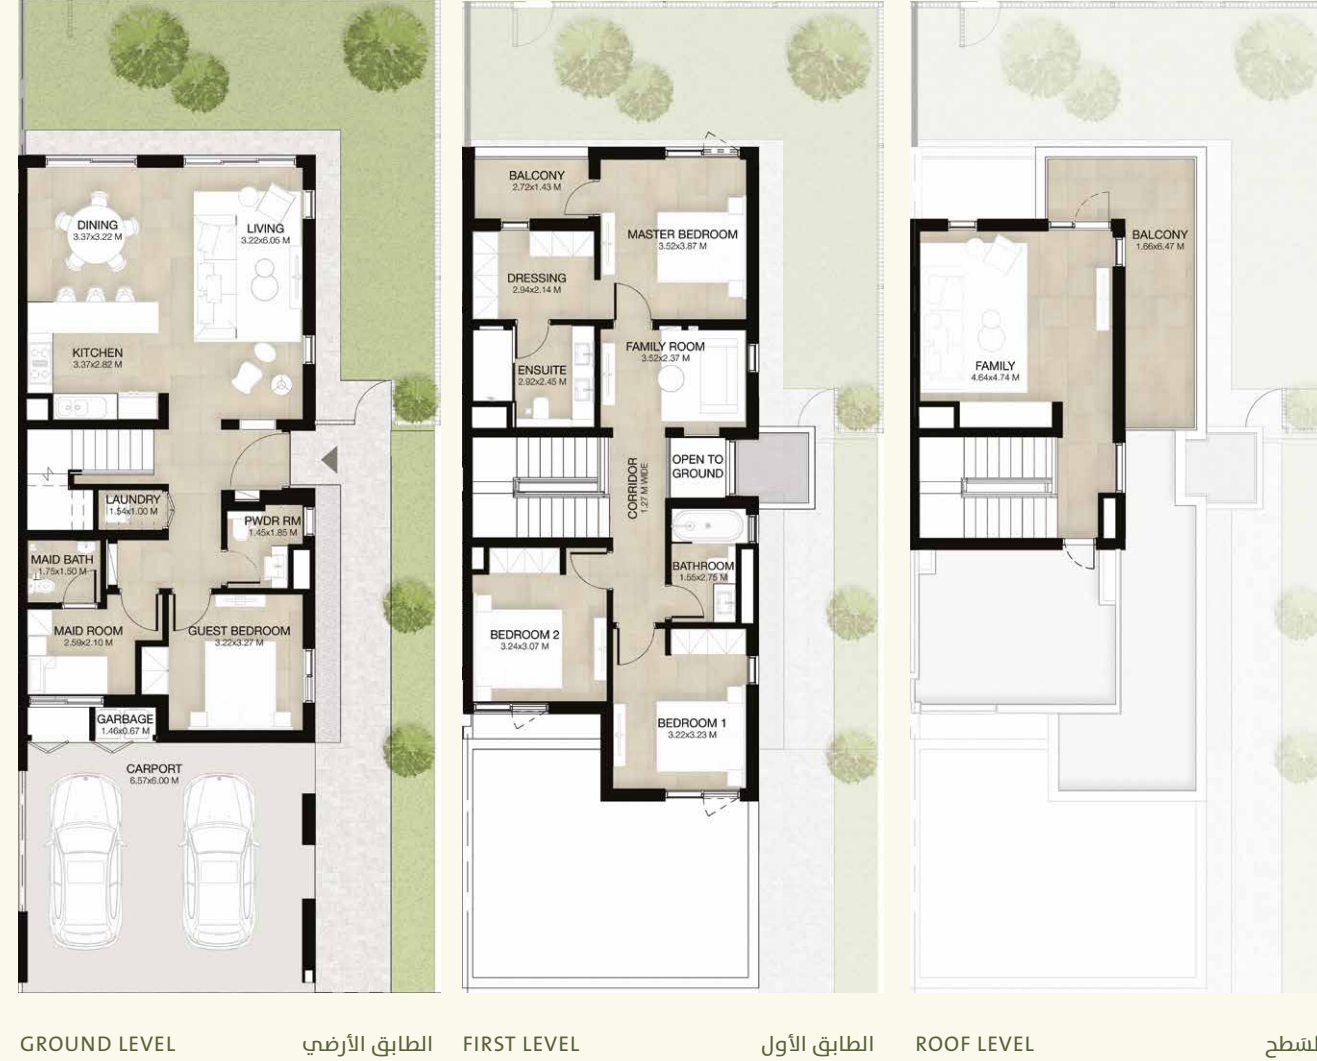 DINING
3.37x3.22 M
LIVING
3.22x6.05 M
KITCHEN
3.37x2.82 M
LAUNDRY
1.54x1.00 M
PWDR RM
1.45x1.85 M
MAID BATH
1.75x1.50 M
MAID ROOM
2.59x2.10 M
GUEST BEDROOM
3.22x3.27 M
GARBAGE
1.46x0.67 M
CARPORT
6.57x6.00 M
GROUND LEVEL
الطابق الأرضي
BALCONY
2.72x1.43 M
MASTER BEDROOM
3.52x3.87 M
DRESSING
2.94x2.14 M
FAMILY ROOM
3.52x2.37 M
ENSUITE
2.92x2.45 M
OPEN TO
GROUND
CORRIDOR
1.27 M WIDE
BATHROOM
1.55x2.75 M
BEDROOM 2
3.24x3.07 M
BEDROOM 1
3.22x3.23 M
FIRST LEVEL
الطابق الأول
BALCONY
1.66x6.47 M
FAMILY
4.64x4.74 M
ROOF LEVEL